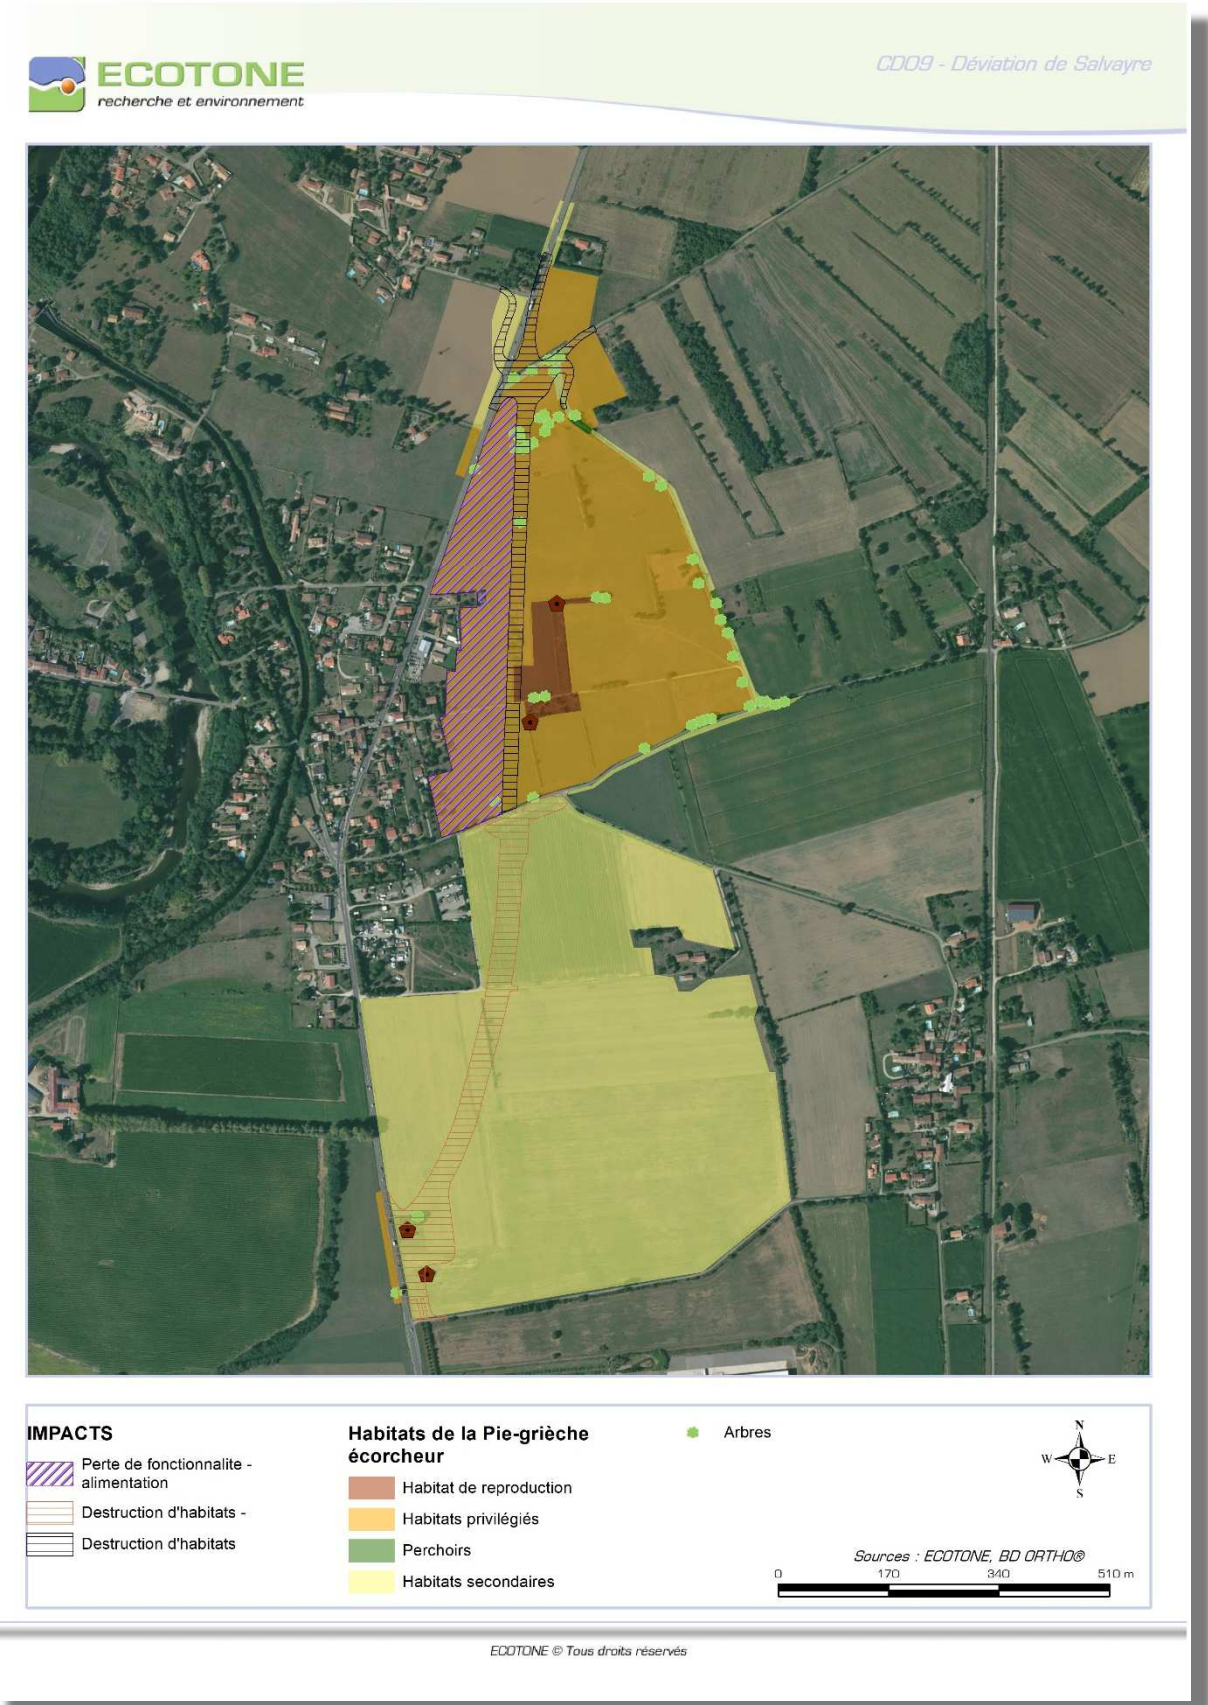 ECOTONE
recherche et environnement
CD09 - Déviation de Salvayre
IMPACTS
Perte de fonctionnalite -
alimentation
Destruction d'habitats -
Destruction d'habitats
Habitats de la Pie-grièche
écorcheur
Habitat de reproduction
Habitats privilégiés
Perchoirs
Habitats secondaires
Arbres
N
W E
S
Sources : ECOTONE, BD ORTHO®
0 170 340 510 m
ECOTONE © Tous droits réservés